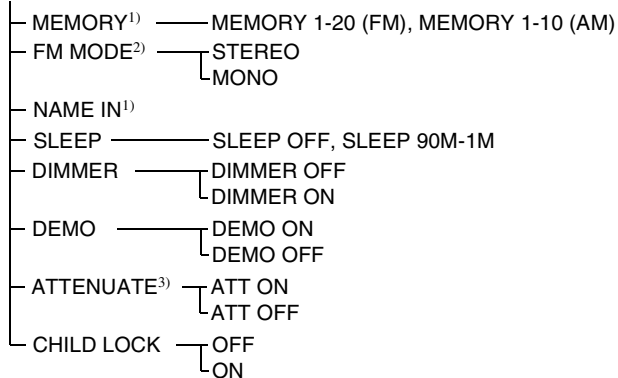 MEMORY1) MEMORY 1-20 (FM), MEMORY 1-10 (AM)
FM MODE2) STEREO
MONO
NAME IN1)
SLEEP SLEEP OFF, SLEEP 90M-1M
DIMMER DIMMER OFF
DIMMER ON
DEMO DEMO ON
DEMO OFF
ATTENUATE3) ATT ON
ATT OFF
CHILD LOCK OFF
ON